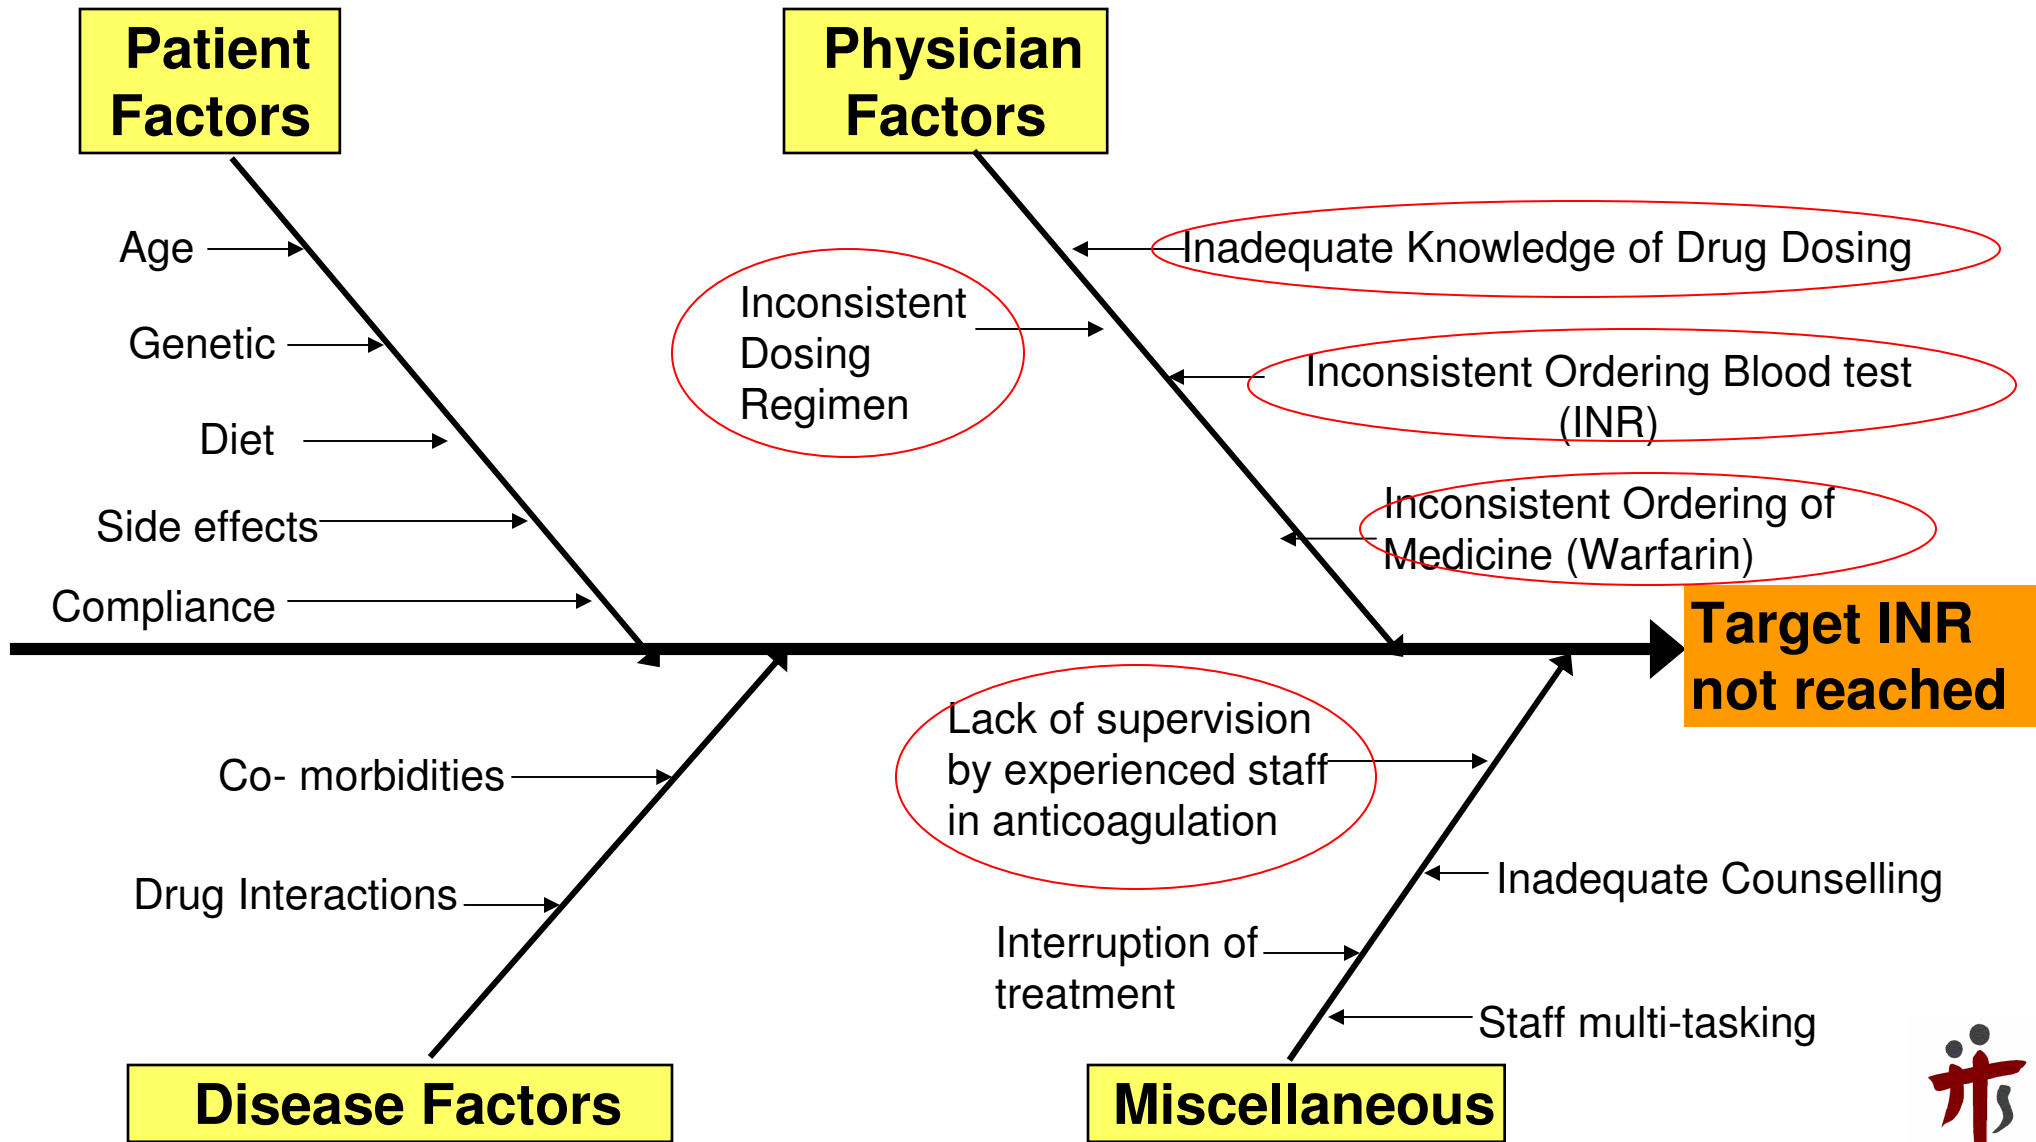 Patient
Factors
Physician
Factors
Age
Genetic
Diet
Side effects
Compliance
Inconsistent
Dosing
Regimen
Inadequate Knowledge of Drug Dosing
Inconsistent Ordering Blood test
(INR)
Inconsistent Ordering of
Medicine (Warfarin)
Target INR
not reached
Co- morbidities
Drug Interactions
Lack of supervision
by experienced staff
in anticoagulation
Inadequate Counselling
Interruption of
treatment
Staff multi-tasking
Disease Factors
Miscellaneous